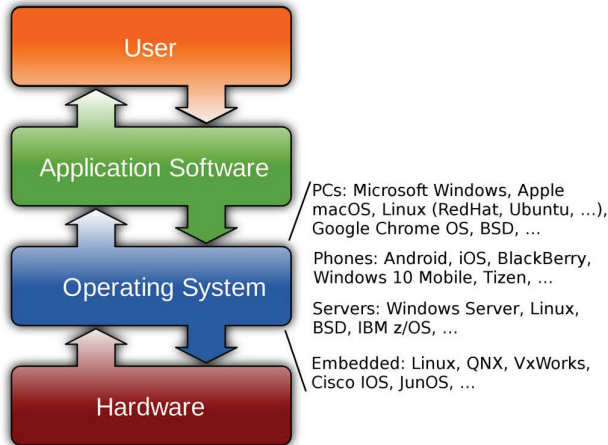 User
Application Software
PCs: Microsoft Windows, Apple
macOS, Linux (RedHat, Ubuntu, ...),
Google Chrome OS, BSD, ...
Phones: Android, iOS, BlackBerry,
Windows 10 Mobile, Tizen, ...
Operating System
Servers: Windows Server, Linux,
BSD, IBM z/OS, ...
Embedded: Linux, QNX, VxWorks,
Cisco IOS, JunOS, ...
Hardware